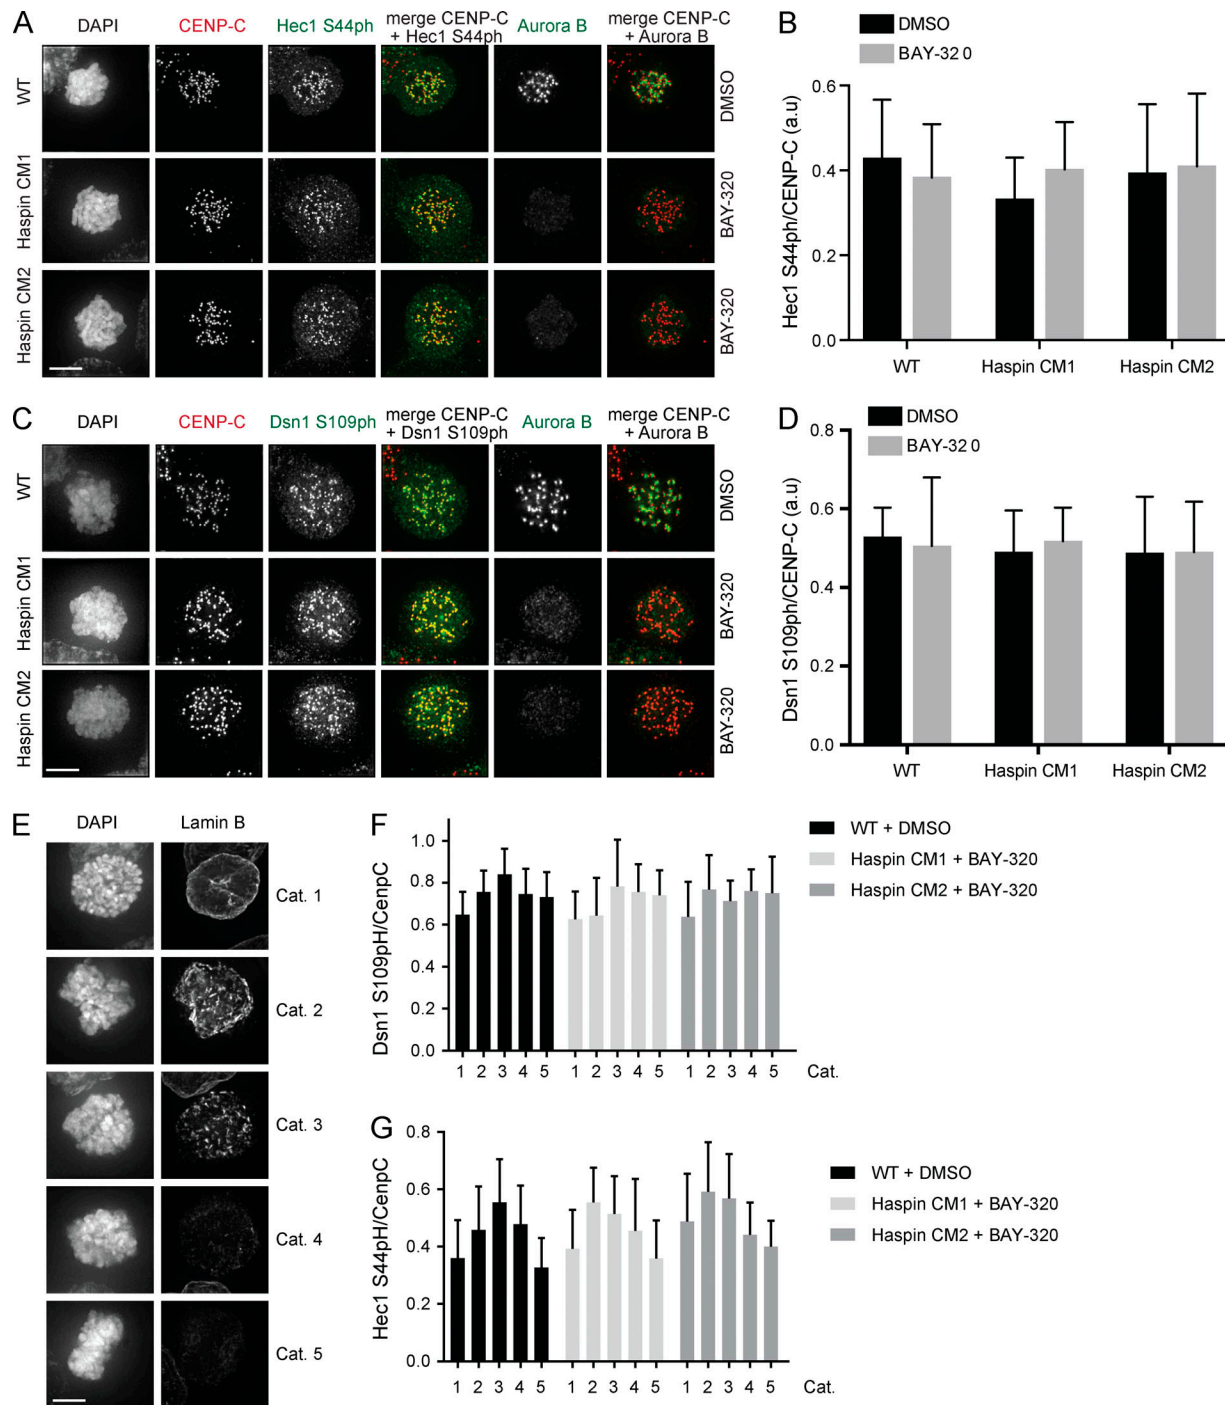 A
DAPI
CENP-C
Hec1 S44ph
merge CENP-C
+ Hec1 S44ph
Aurora B
merge CENP-C
+ Aurora B
WT
DMSO
Haspin CM1
BAY-320
Haspin CM2
BAY-320
B
DMSO
BAY-320
Hec1 S44ph/CENP-C (a.u)
0.6
0.4
0.2
0.0
WT
Haspin CM1
Haspin CM2
C
DAPI
CENP-C
Dsn1 S109ph
merge CENP-C
+ Dsn1 S109ph
Aurora B
merge CENP-C
+ Aurora B
WT
DMSO
Haspin CM1
BAY-320
Haspin CM2
BAY-320
D
DMSO
BAY-320
Dsn1 S109ph/CENP-C (a.u)
0.8
0.6
0.4
0.2
0.0
WT
Haspin CM1
Haspin CM2
E
DAPI
Lamin B
Cat. 1
Cat. 2
Cat. 3
Cat. 4
Cat. 5
F
Dsn1 S109pH/CenpC
1.0
0.8
0.6
0.4
0.2
0.0
1 2 3 4 5 1 2 3 4 5 1 2 3 4 5 Cat.
WT + DMSO
Haspin CM1 + BAY-320
Haspin CM2 + BAY-320
G
Hec1 S44pH/CenpC
0.8
0.6
0.4
0.2
0.0
1 2 3 4 5 1 2 3 4 5 1 2 3 4 5 Cat.
WT + DMSO
Haspin CM1 + BAY-320
Haspin CM2 + BAY-320